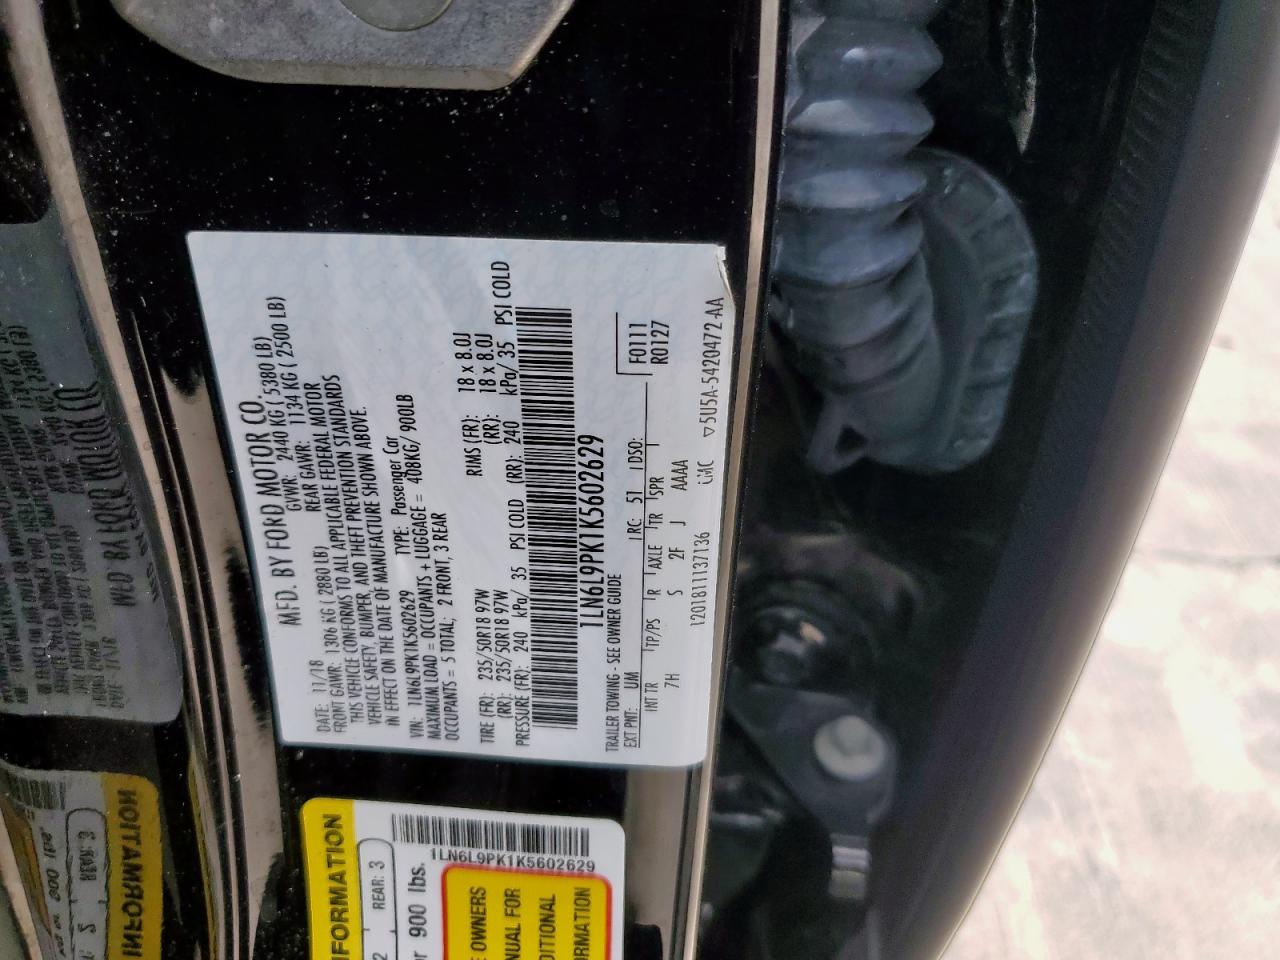 MFD. BY FORD MOTOR CO.
DATE: 11/18 GVWR: 2440 KG ( 5380 LB)
FRONT GAWR: 1306 KG ( 2880 LB) REAR GAWR: 1134 KG ( 2500 LB)
THIS VEHICLE CONFORMS TO ALL APPLICABLE FEDERAL MOTOR
VEHICLE SAFETY, BUMPER, AND THEFT PREVENTION STANDARDS
IN EFFECT ON THE DATE OF MANUFACTURE SHOWN ABOVE.
VIN: 1LN6L9PK1K5602629 TYPE: Passenger Car
MAXIMUM LOAD = OCCUPANTS + LUGGAGE = 408KG/ 900LB
OCCUPANTS = 5 TOTAL; 2 FRONT, 3 REAR
TIRE (FR): 235/50R18 97W RIMS (FR): 18 x 8.0J
(RR): 235/50R18 97W (RR): 18 x 8.0J
PRESSURE (FR): 240 kPa/ 35 PSI COLD (RR): 240 kPa/ 35 PSI COLD
1LN6L9PK1K5602629
TRAILER TOWING - SEE OWNER GUIDE
EXT PNT: UM RC: 51 DSO: F0111
R0127
INT TR TP/PS R AXLE TR SPR
7H S 2F J AAAA
L20181113713​6 UMC ▽5U5A-5420472-AA
FORMATION
REAR: 3
900 lbs.
1LN6L9PK1K5602629
OWNERS
NUAL FOR
DITIONAL
ORMATION